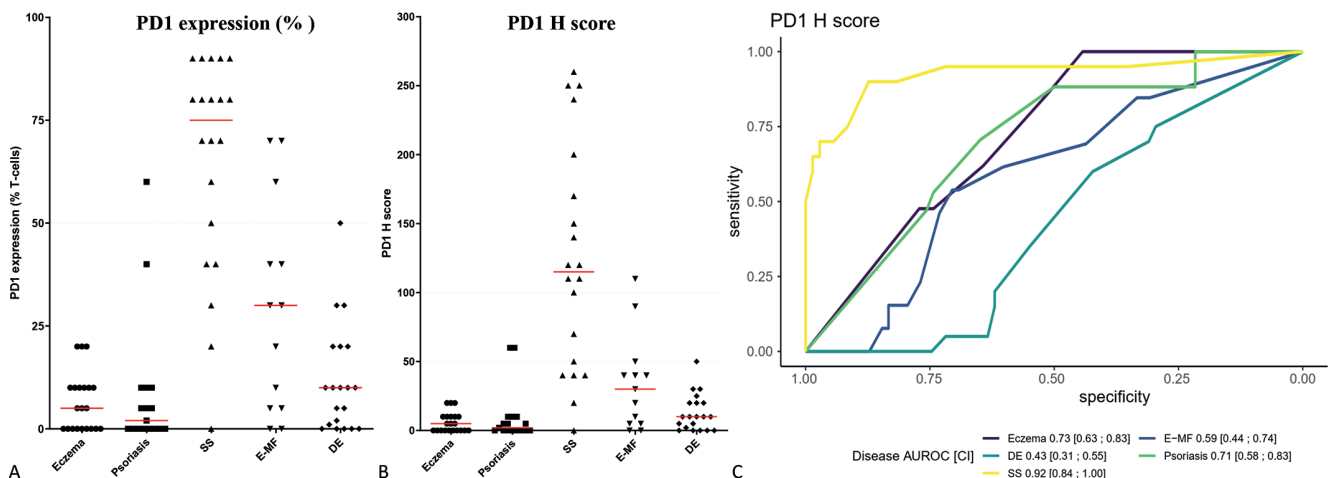 PD1 expression (% )
PD1 expression (% T-cells)
100
75
50
25
0
Eczema
Psoriasis
SS
E-MF
DE
A
PD1 H score
PD1 H score
300
250
200
150
100
50
0
Eczema
Psoriasis
SS
E-MF
DE
B
PD1 H score
sensitivity
1.00
0.75
0.50
0.25
0.00
1.00 0.75 0.50 0.25 0.00
specificity
C
Disease AUROC [CI]
Eczema 0.73 [0.63 ; 0.83]
DE 0.43 [0.31 ; 0.55]
SS 0.92 [0.84 ; 1.00]
E−MF 0.59 [0.44 ; 0.74]
Psoriasis 0.71 [0.58 ; 0.83]